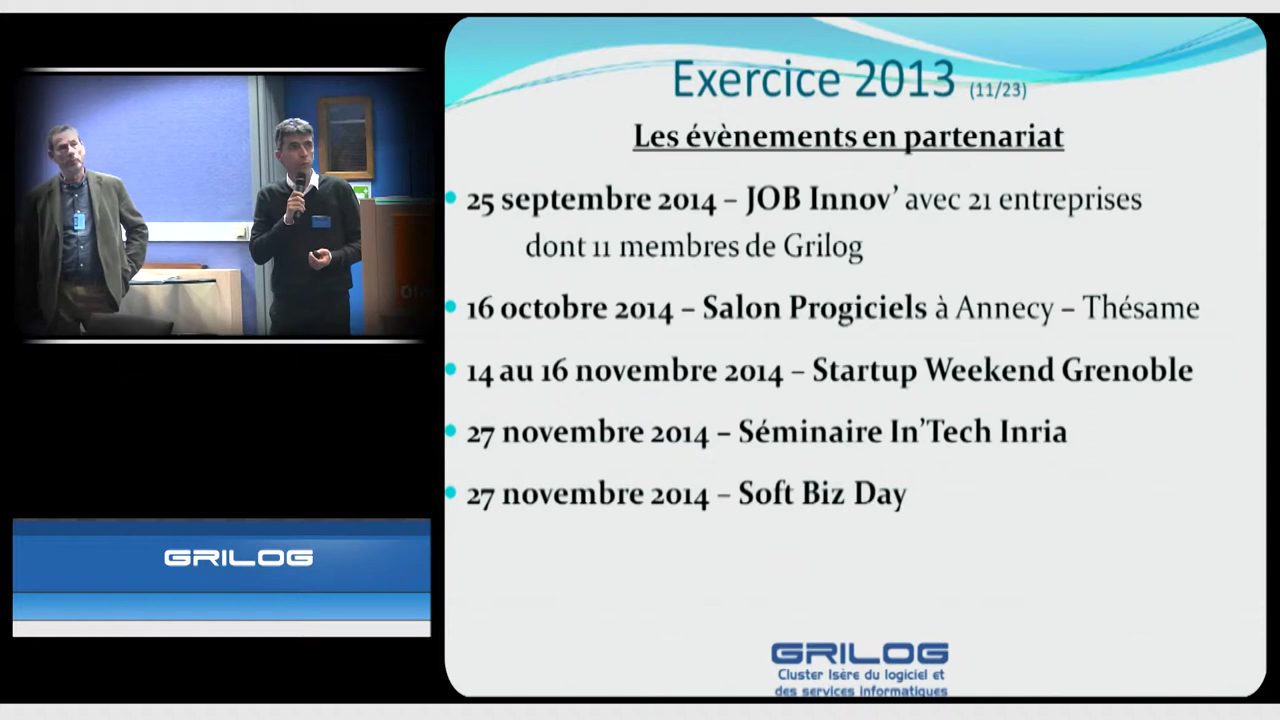 Exercice 2013 (11/23)
Les évènements en partenariat
25 septembre 2014 – JOB Innov' avec 21 entreprises
dont 11 membres de Grilog
16 octobre 2014 – Salon Progiciels à Annecy – Thésame
14 au 16 novembre 2014 – Startup Weekend Grenoble
27 novembre 2014 – Séminaire In'Tech Inria
27 novembre 2014 – Soft Biz Day
GRILOG
GRILOG
Cluster Isère du logiciel et
des services informatiques